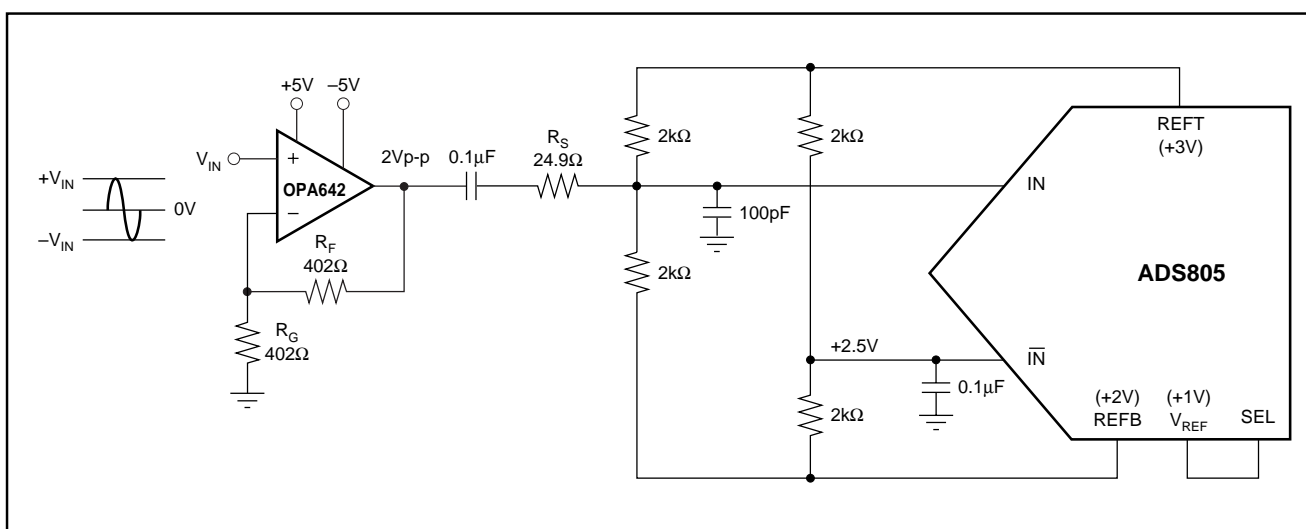 +5V
–5V
V_IN
+
OPA642
–
+V_IN
0V
–V_IN
2Vp-p
0.1µF
R_S
24.9Ω
R_F
402Ω
R_G
402Ω
2kΩ
2kΩ
100pF
2kΩ
+2.5V
0.1µF
2kΩ
REFT
(+3V)
IN
ADS805
I̅N̅
(+2V)
REFB
(+1V)
V_REF
SEL